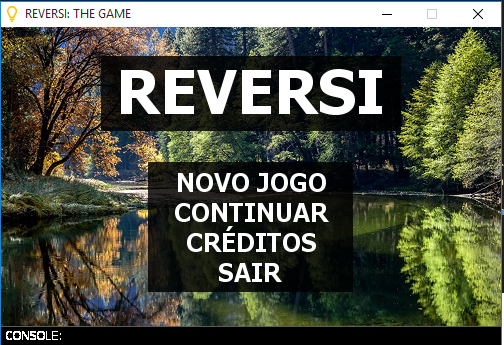 REVERSI: THE GAME
REVERSI
NOVO JOGO
CONTINUAR
CRÉDITOS
SAIR
CONSOLE: